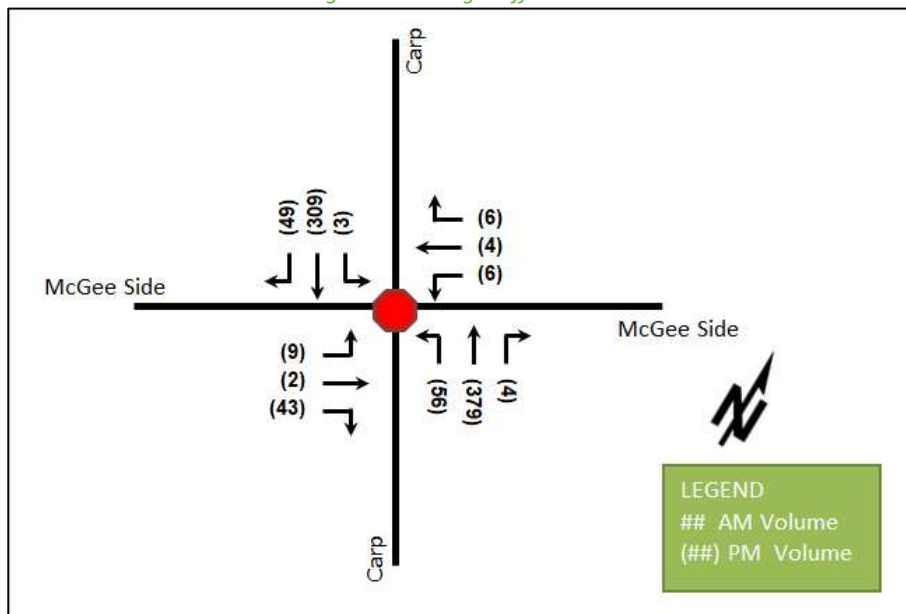 Carp
(49)
(309)
(3)
(6)
(4)
(6)
McGee Side
McGee Side
(9)
(2)
(43)
(56)
(379)
(4)
N
LEGEND
## AM Volume
(##) PM Volume
Carp